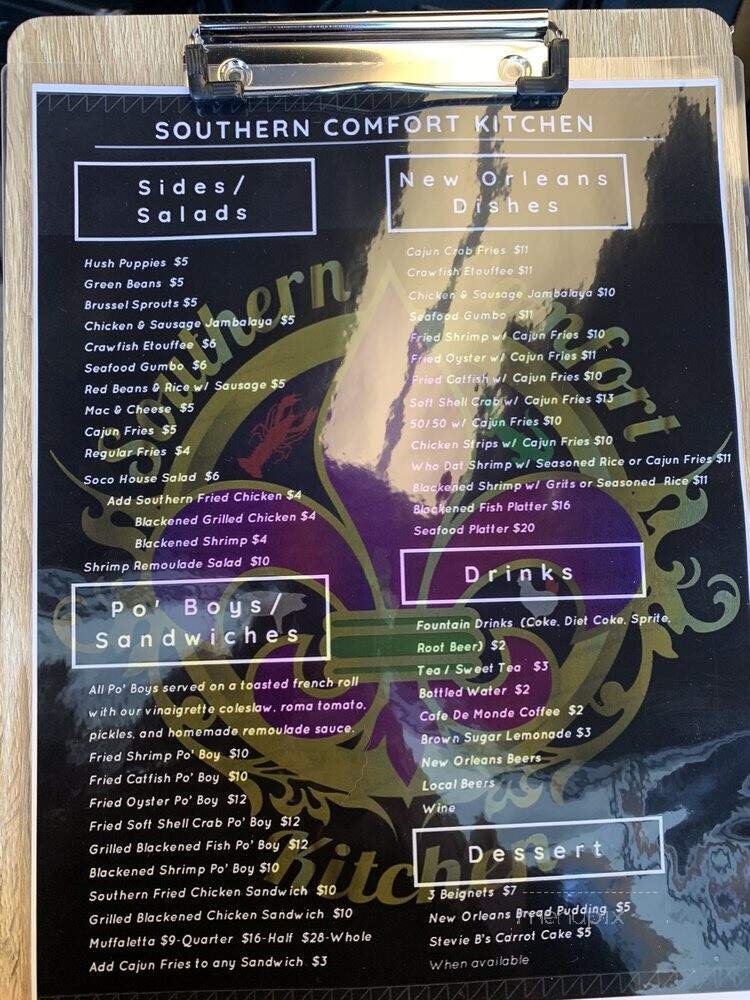 SOUTHERN COMFORT KITCHEN
Sides/
Salads
Hush Puppies $5
Green Beans $5
Brussel Sprouts $5
Chicken & Sausage Jambalaya $5
Crawfish Etouffee $6
Seafood Gumbo $6
Red Beans & Rice w/ Sausage $5
Mac & Cheese $5
Cajun Fries $5
Regular Fries $4
Soco House Salad $6
Add Southern Fried Chicken $4
Blackened Grilled Chicken $4
Blackened Shrimp $4
Shrimp Remoulade Salad $10
Po' Boys/
Sandwiches
All Po' Boys served on a toasted french roll
with our vinaigrette coleslaw, roma tomato,
pickles, and homemade remoulade sauce.
Fried Shrimp Po' Boy $10
Fried Catfish Po' Boy $10
Fried Oyster Po' Boy $12
Fried Soft Shell Crab Po' Boy $12
Grilled Blackened Fish Po' Boy $12
Blackened Shrimp Po' Boy $10
Southern Fried Chicken Sandwich $10
Grilled Blackened Chicken Sandwich $10
Muffaletta $9-Quarter $16-Half $28-Whole
Add Cajun Fries to any Sandwich $3
New Orleans
Dishes
Cajun Crab Fries $11
Crawfish Etouffee $11
Chicken & Sausage Jambalaya $10
Seafood Gumbo $11
Fried Shrimp w/ Cajun Fries $10
Fried Oyster w/ Cajun Fries $11
Fried Catfish w/ Cajun Fries $10
Soft Shell Crab w/ Cajun Fries $13
50/50 w/ Cajun Fries $10
Chicken Strips w/ Cajun Fries $10
Who Dat Shrimp w/ Seasoned Rice or Cajun Fries $11
Blackened Shrimp w/ Grits or Seasoned Rice $11
Blackened Fish Platter $16
Seafood Platter $20
Drinks
Fountain Drinks (Coke, Diet Coke, Sprite,
Root Beer) $2
Tea / Sweet Tea $3
Bottled Water $2
Cafe De Monde Coffee $2
Brown Sugar Lemonade $3
New Orleans Beers
Local Beers
Wine
Dessert
3 Beignets $7
New Orleans Bread Pudding $5
Stevie B's Carrot Cake $5
When available
Southern Comfort
Kitchen
menupix